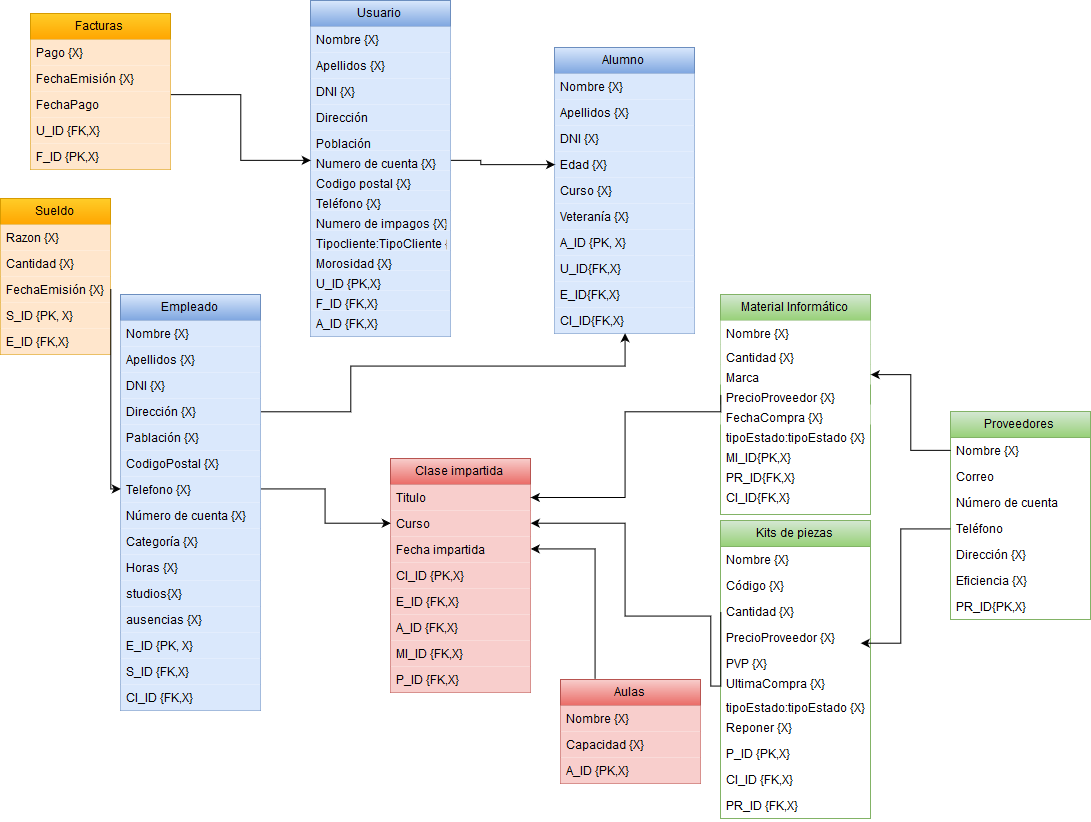 Facturas
Pago {X}
FechaEmisión {X}
FechaPago
U_ID {FK,X}
F_ID {PK,X}
Usuario
Nombre {X}
Apellidos {X}
DNI {X}
Dirección
Población
Numero de cuenta {X}
Codigo postal {X}
Teléfono {X}
Numero de impagos {X}
Tipocliente:TipoCliente {
Morosidad {X}
U_ID {PK,X}
F_ID {FK,X}
A_ID {FK,X}
Alumno
Nombre {X}
Apellidos {X}
DNI {X}
Edad {X}
Curso {X}
Veteranía {X}
A_ID {PK, X}
U_ID{FK,X}
E_ID{FK,X}
CI_ID{FK,X}
Sueldo
Razon {X}
Cantidad {X}
FechaEmisión {X}
S_ID {PK, X}
E_ID {FK,X}
Empleado
Nombre {X}
Apellidos {X}
DNI {X}
Dirección {X}
Pablación {X}
CodigoPostal {X}
Telefono {X}
Número de cuenta {X}
Categoría {X}
Horas {X}
studios{X}
ausencias {X}
E_ID {PK, X}
S_ID {FK,X}
CI_ID {FK,X}
Clase impartida
Titulo
Curso
Fecha impartida
CI_ID {PK,X}
E_ID {FK,X}
A_ID {FK,X}
MI_ID {FK,X}
P_ID {FK,X}
Aulas
Nombre {X}
Capacidad {X}
A_ID {PK,X}
Material Informático
Nombre {X}
Cantidad {X}
Marca
PrecioProveedor {X}
FechaCompra {X}
tipoEstado:tipoEstado {X}
MI_ID{PK,X}
PR_ID{FK,X}
CI_ID{FK,X}
Kits de piezas
Nombre {X}
Código {X}
Cantidad {X}
PrecioProveedor {X}
PVP {X}
UltimaCompra {X}
tipoEstado:tipoEstado {X}
Reponer {X}
P_ID {PK,X}
CI_ID {FK,X}
PR_ID {FK,X}
Proveedores
Nombre {X}
Correo
Número de cuenta
Teléfono
Dirección {X}
Eficiencia {X}
PR_ID{PK,X}